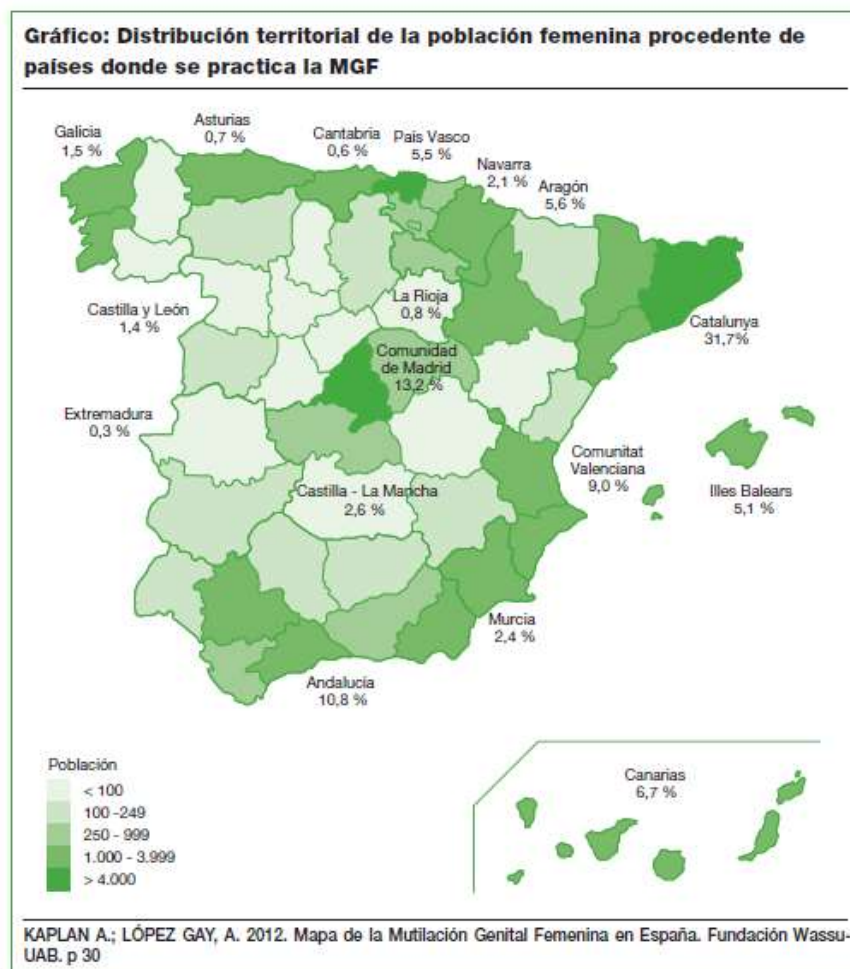 Gráfico: Distribución territorial de la población femenina procedente de
países donde se practica la MGF
Galicia
1,5 %
Asturias
0,7 %
Cantabria
0,6 %
País Vasco
5,5 %
Navarra
2,1 %
Aragón
5,6 %
Castilla y León
1,4 %
La Rioja
0,8 %
Catalunya
31,7%
Comunidad
de Madrid
13,2 %
Extremadura
0,3 %
Comunitat
Valenciana
9,0 %
Illes Balears
5,1 %
Castilla - La Mancha
2,6 %
Murcia
2,4 %
Andalucía
10,8 %
Canarias
6,7 %
Población
< 100
100 -249
250 - 999
1.000 - 3.999
> 4.000
KAPLAN A.; LÓPEZ GAY, A. 2012. Mapa de la Mutilación Genital Femenina en España. Fundación Wassu-
UAB. p 30